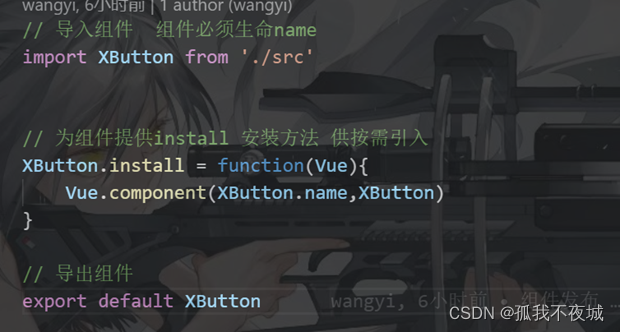 wangyi, 6小时前 | 1 author (wangyi)
// 导入组件  组件必须生命name
import XButton from './src'
// 为组件提供install 安装方法 供按需引入
XButton.install = function(Vue){
    Vue.component(XButton.name,XButton)
}
// 导出组件
export default XButton    wangyi, 6小时前 • 组件发布 …
CSDN @孤我不夜城